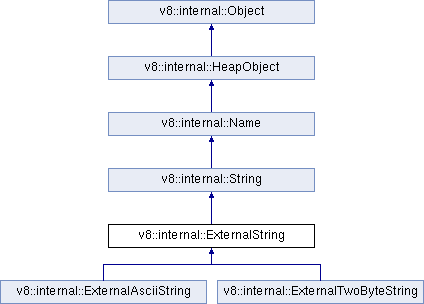 v8::internal::Object
v8::internal::HeapObject
v8::internal::Name
v8::internal::String
v8::internal::ExternalString
v8::internal::ExternalAsciiString
v8::internal::ExternalTwoByteString